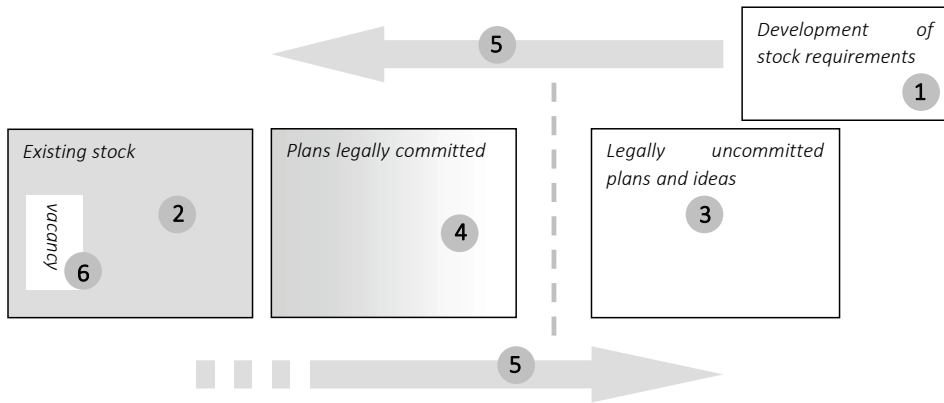 5
Development of
stock requirements
1
Existing stock
vacancy
2
6
Plans legally committed
4
Legally uncommitted
plans and ideas
3
5